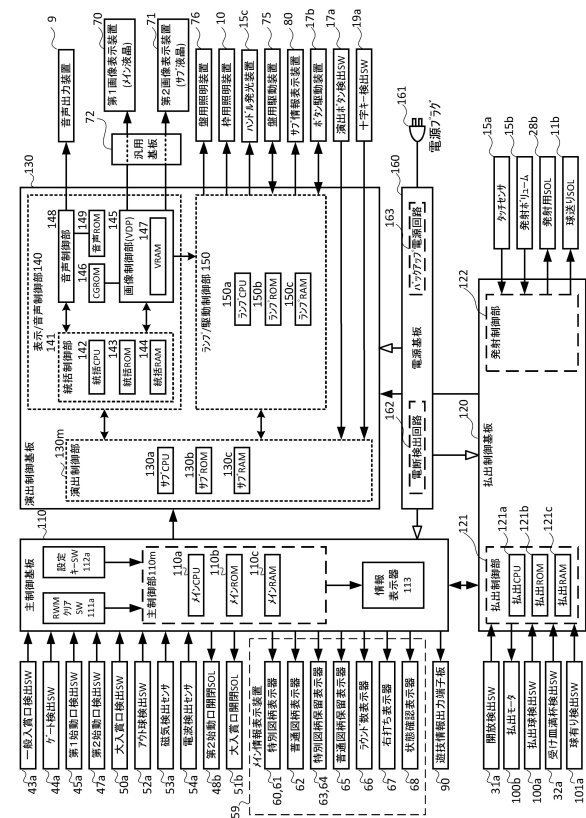 43a 一般入賞口検出SW
44a ゲート検出SW
45a 第1始動口検出SW
47a 第2始動口検出SW
50a 大入賞口検出SW
52a アウト球検出SW
53a 磁気検出センサ
54a 電波検出センサ
48b 第2始動口開閉SOL
51b 大入賞口開閉SOL
59
メイン情報表示装置
60,61 特別図柄表示器
62 普通図柄表示器
63,64 特別図柄保留表示器
65 普通図柄保留表示器
66 ラウンド数表示器
67 右打ち表示器
68 状態確認表示器
90 遊技情報出力端子板
31a 開放検出SW
100b 払出モータ
100a 払出球検出SW
32a 受け皿満杯検出SW
101a 球有り検出SW
110
主制御基板
RWM
クリア
SW
111a
設定
キーSW
112a
主制御部110m
110a
メインCPU
110b
メインROM
110c
メインRAM
情報
表示器
113
121
払出制御部
121a
払出CPU
121b
払出ROM
121c
払出RAM
120
払出制御基板
122
発射制御部
130
演出制御基板
130m
演出制御部
130a
サブCPU
130b
サブROM
130c
サブRAM
表示/音声制御部140
141
統括制御部
142
統括CPU
143
統括ROM
144
統括RAM
音声制御部
148
149
音声ROM
146
CGROM
145
画像制御部(VDP)
147
VRAM
ランプ/駆動制御部 150
150a
ランプCPU
150b
ランプROM
150c
ランプRAM
160
電源基板
162
電断検出回路
163
バックアップ電源回路
161
電源プラグ
72
汎用
基板
音声出力装置 9
第1画像表示装置
(メイン液晶)
70
第2画像表示装置
(サブ液晶)
71
盤用照明装置 76
枠用照明装置 10
ハンドル発光装置 15c
盤用駆動装置 75
サブ情報表示装置 80
ボタン駆動装置 17b
演出ボタン検出SW 17a
十字キー検出SW 19a
タッチセンサ 15a
発射ボリューム 15b
発射用SOL 28b
球送りSOL 11b